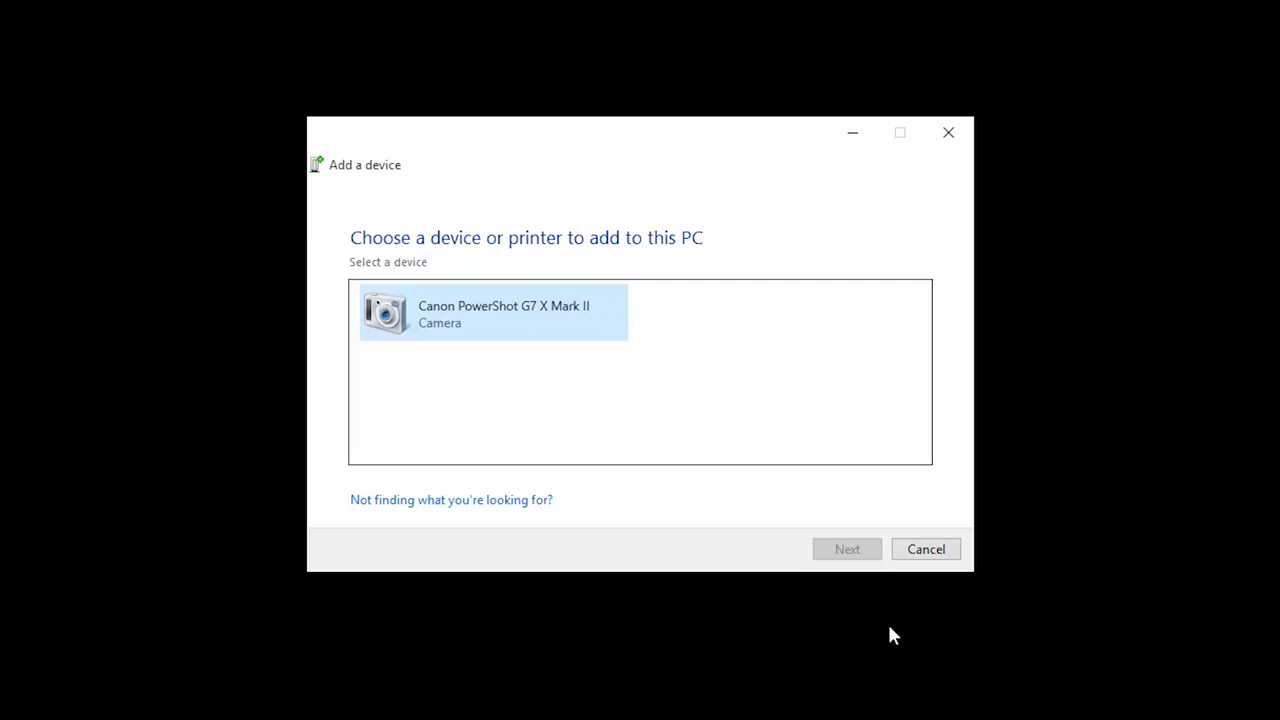 Add a device
Choose a device or printer to add to this PC
Select a device
Canon PowerShot G7 X Mark II
Camera
Not finding what you're looking for?
Next
Cancel